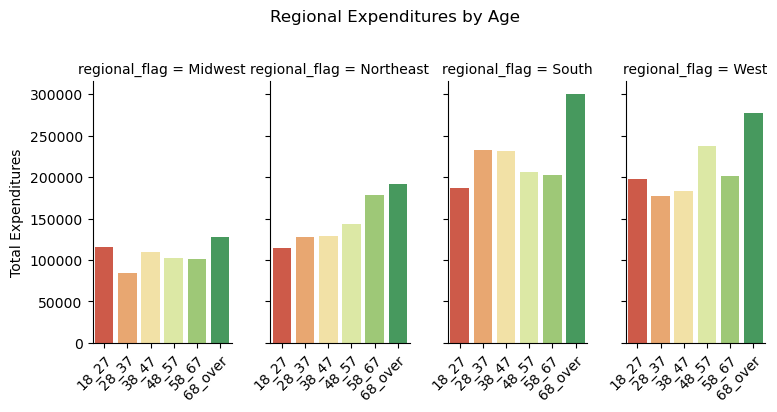 Regional Expenditures by Age
regional_flag = Midwest
regional_flag = Northeast
regional_flag = South
regional_flag = West
Total Expenditures
300000
250000
200000
150000
100000
50000
0
18_27
28_37
38_47
48_57
58_67
68_over
18_27
28_37
38_47
48_57
58_67
68_over
18_27
28_37
38_47
48_57
58_67
68_over
18_27
28_37
38_47
48_57
58_67
68_over